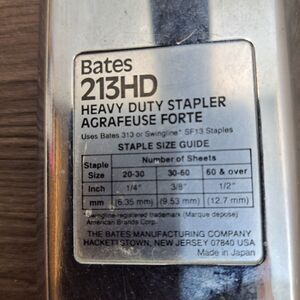 Bates
213HD
HEAVY DUTY STAPLER
AGRAFEUSE FORTE
Uses Bates 313 or Swingline* SF13 Staples
STAPLE SIZE GUIDE
Staple Size Number of Sheets
20-30 30-60 60 & over
Inch 1/4" 3/8" 1/2"
mm (6.35 mm) (9.53 mm) (12.7 mm)
*Swingline-registered trademark (Marque depose)
American Brands Corp.
THE BATES MANUFACTURING COMPANY
HACKETTSTOWN, NEW JERSEY 07840 USA
Made in Japan